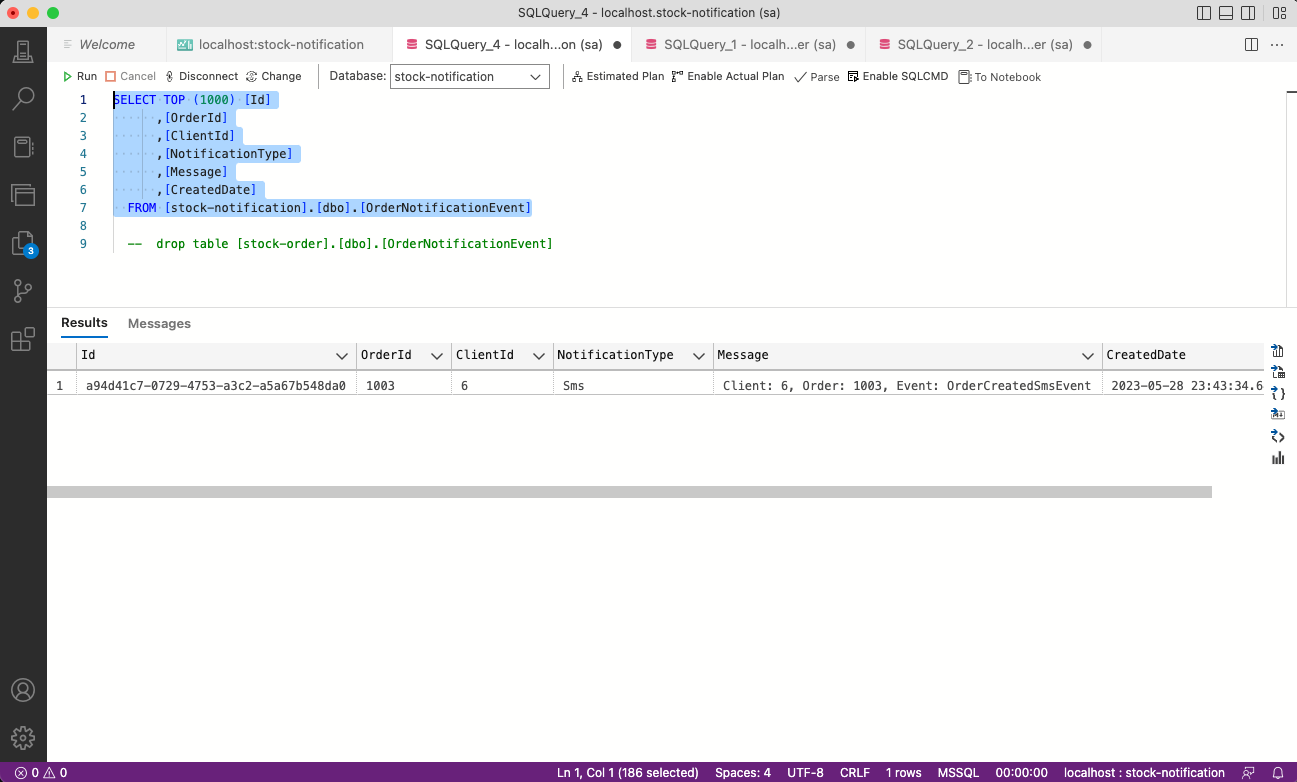 SQLQuery_4 - localhost.stock-notification (sa)
Welcome
localhost:stock-notification
SQLQuery_4 - localh...on (sa)
SQLQuery_1 - localh...er (sa)
SQLQuery_2 - localh...er (sa)
Run Cancel Disconnect Change Database: stock-notification Estimated Plan Enable Actual Plan Parse Enable SQLCMD To Notebook
1 SELECT TOP (1000) [Id]
2 ,[OrderId]
3 ,[ClientId]
4 ,[NotificationType]
5 ,[Message]
6 ,[CreatedDate]
7 FROM [stock-notification].[dbo].[OrderNotificationEvent]
8
9 -- drop table [stock-order].[dbo].[OrderNotificationEvent]
3
Results Messages
Id OrderId ClientId NotificationType Message CreatedDate
1 a94d41c7-0729-4753-a3c2-a5a67b548da0 1003 6 Sms Client: 6, Order: 1003, Event: OrderCreatedSmsEvent 2023-05-28 23:43:34.6
0 0 Ln 1, Col 1 (186 selected) Spaces: 4 UTF-8 CRLF 1 rows MSSQL 00:00:00 localhost : stock-notification